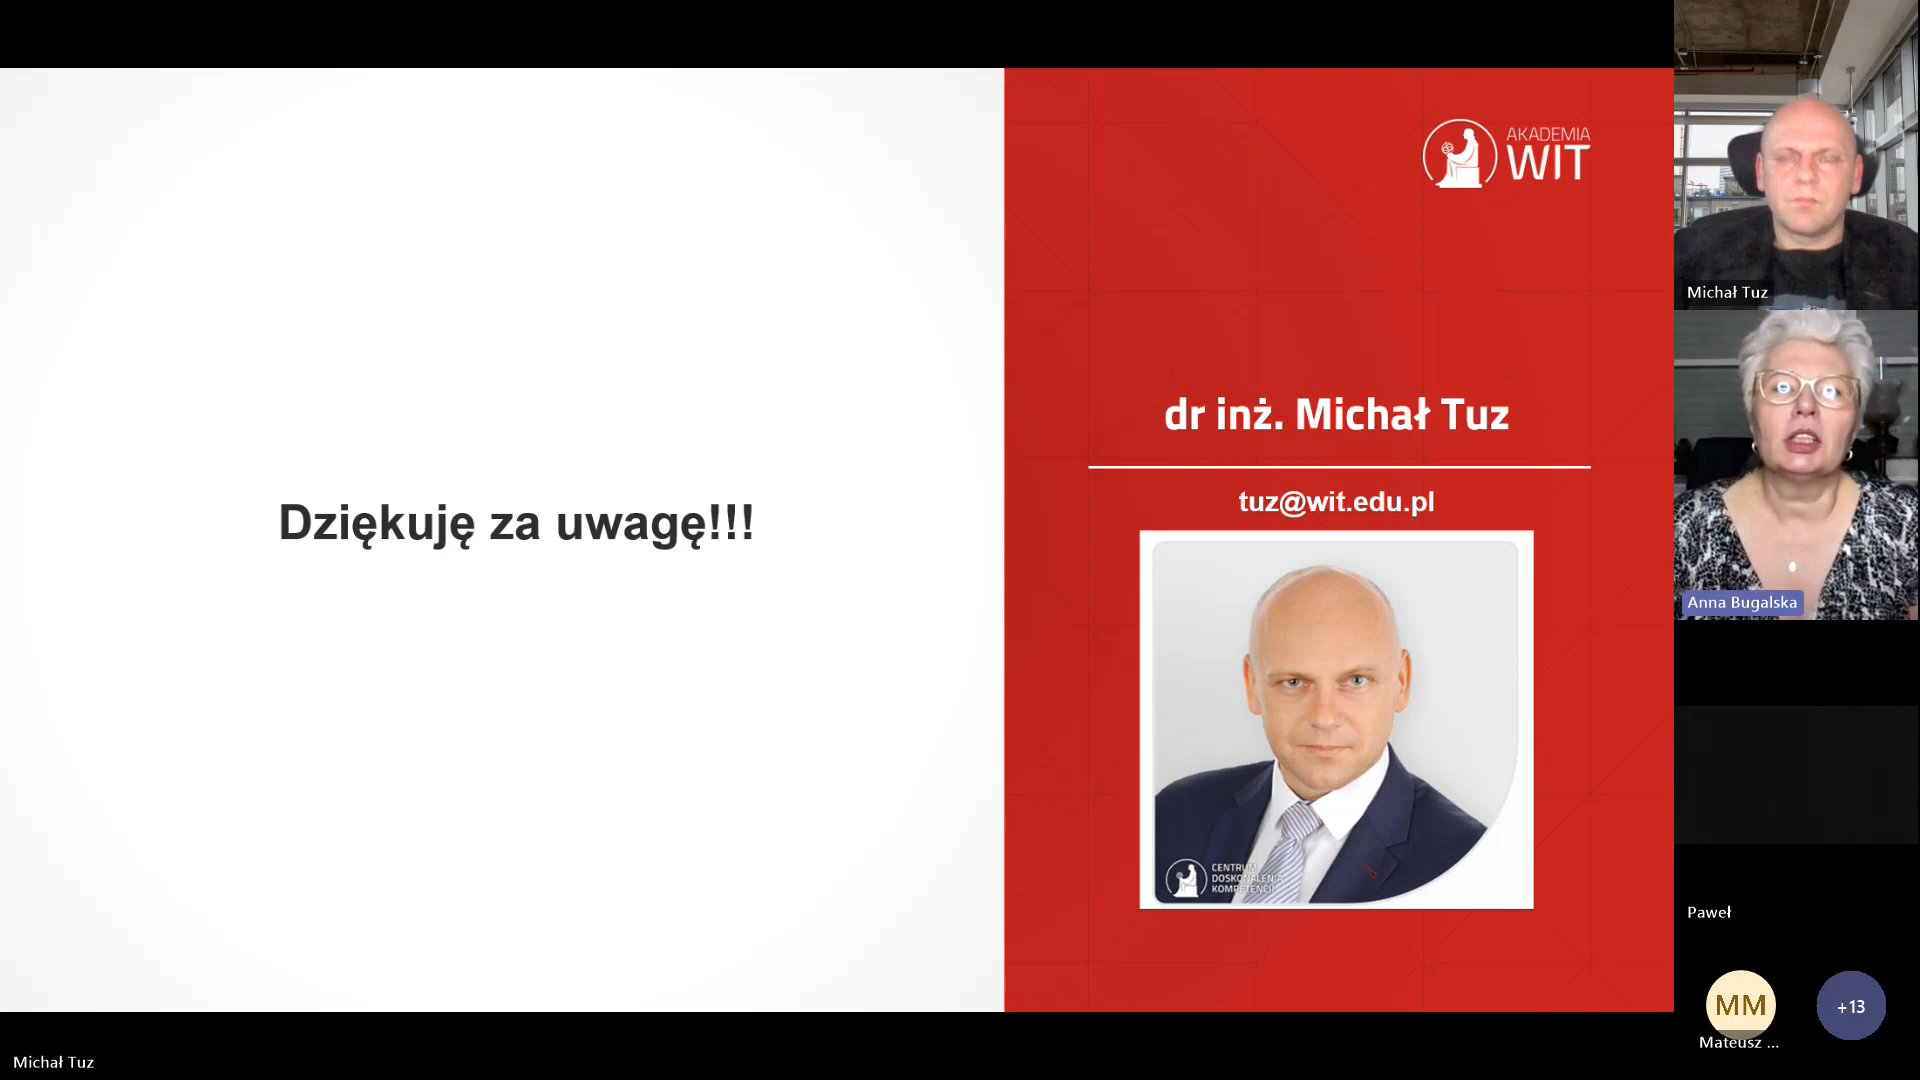 AKADEMIA
WIT
dr inż. Michał Tuz
tuz@wit.edu.pl
Dziękuję za uwagę!!!
CENTRUM
DOSKONALENIA
KOMPETENCJI
Michał Tuz
Anna Bugalska
Paweł
MM
+13
Mateusz ...
Michał Tuz